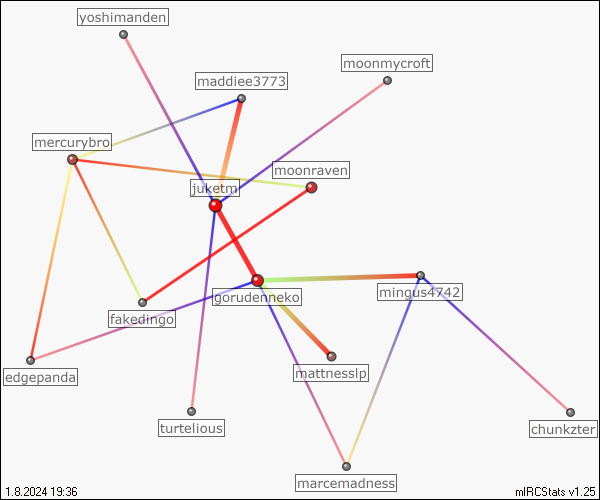 yoshimanden
moonmycroft
maddiee3773
mercurybro
moonraven
juketm
mingus4742
gorudenneko
fakedingo
mattnesslp
edgepanda
turtelious
chunkzter
marcemadness
1.8.2024 19:36
mIRCStats v1.25